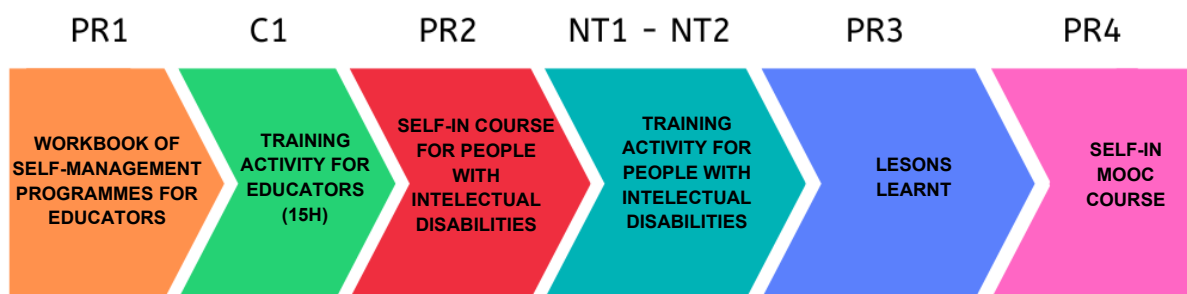 PR1
C1
PR2
NT1 - NT2
PR3
PR4
WORKBOOK OF
SELF-MANAGEMENT
PROGRAMMES FOR
EDUCATORS
TRAINING
ACTIVITY FOR
EDUCATORS
(15H)
SELF-IN COURSE
FOR PEOPLE
WITH
INTELECTUAL
DISABILITIES
TRAINING
ACTIVITY FOR
PEOPLE WITH
INTELECTUAL
DISABILITIES
LESONS
LEARNT
SELF-IN
MOOC
COURSE